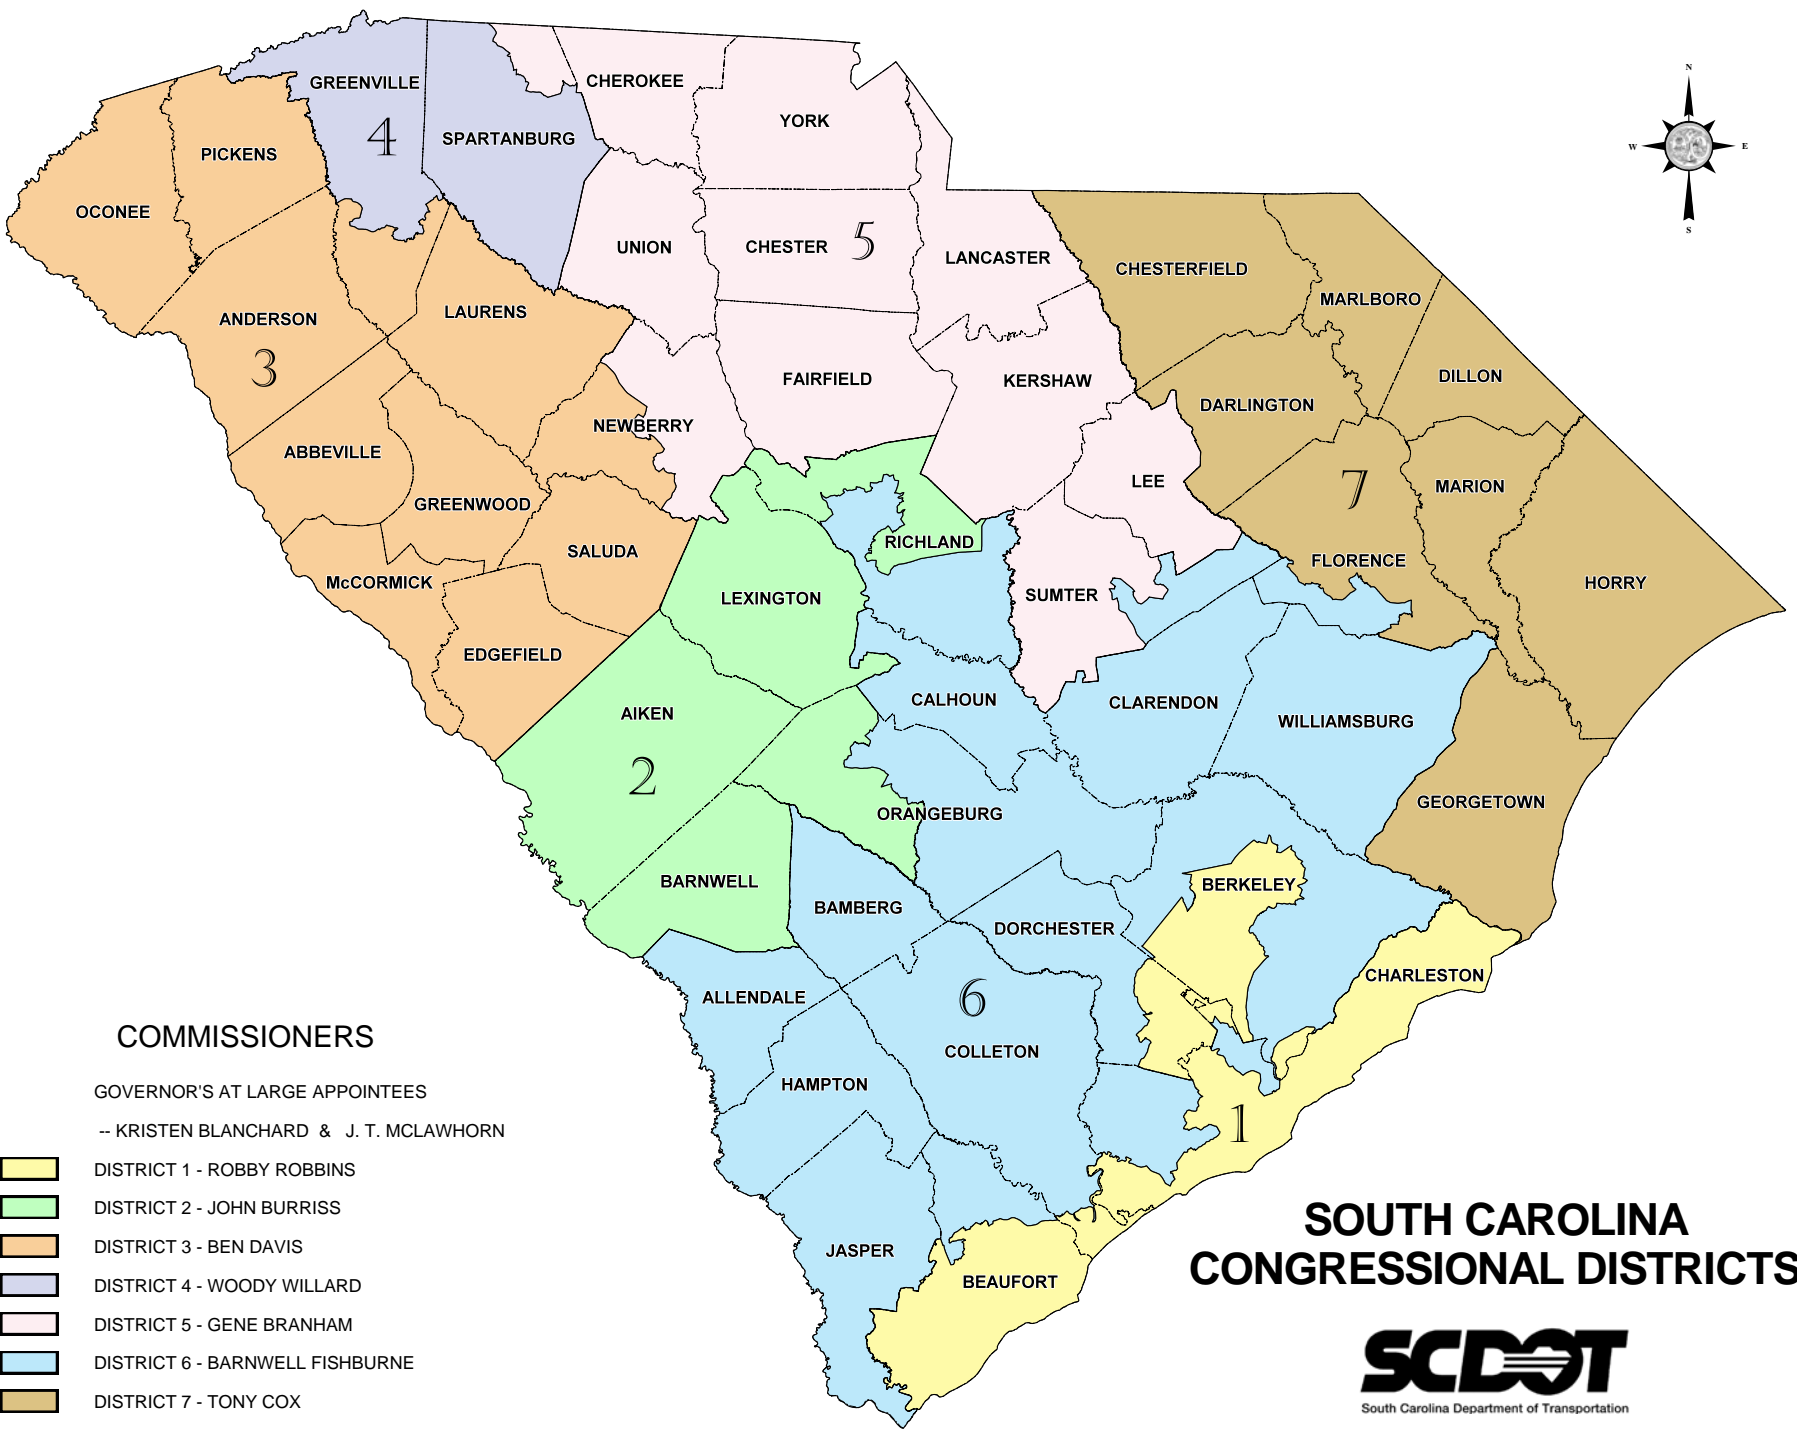 N
W
E
S
GREENVILLE
CHEROKEE
4
SPARTANBURG
YORK
PICKENS
OCONEE
UNION
CHESTER
5
LANCASTER
CHESTERFIELD
MARLBORO
ANDERSON
LAURENS
3
FAIRFIELD
KERSHAW
DILLON
DARLINGTON
NEWBERRY
ABBEVILLE
LEE
7
MARION
GREENWOOD
RICHLAND
SALUDA
FLORENCE
McCORMICK
HORRY
LEXINGTON
SUMTER
EDGEFIELD
CALHOUN
CLARENDON
AIKEN
WILLIAMSBURG
2
GEORGETOWN
ORANGEBURG
BARNWELL
BERKELEY
BAMBERG
DORCHESTER
CHARLESTON
ALLENDALE
6
COLLETON
HAMPTON
1
JASPER
BEAUFORT
COMMISSIONERS
GOVERNOR'S AT LARGE APPOINTEES
-- KRISTEN BLANCHARD & J. T. MCLAWHORN
DISTRICT 1 - ROBBY ROBBINS
DISTRICT 2 - JOHN BURRISS
DISTRICT 3 - BEN DAVIS
DISTRICT 4 - WOODY WILLARD
DISTRICT 5 - GENE BRANHAM
DISTRICT 6 - BARNWELL FISHBURNE
DISTRICT 7 - TONY COX
SOUTH CAROLINA
CONGRESSIONAL DISTRICTS
SCDOT
South Carolina Department of Transportation